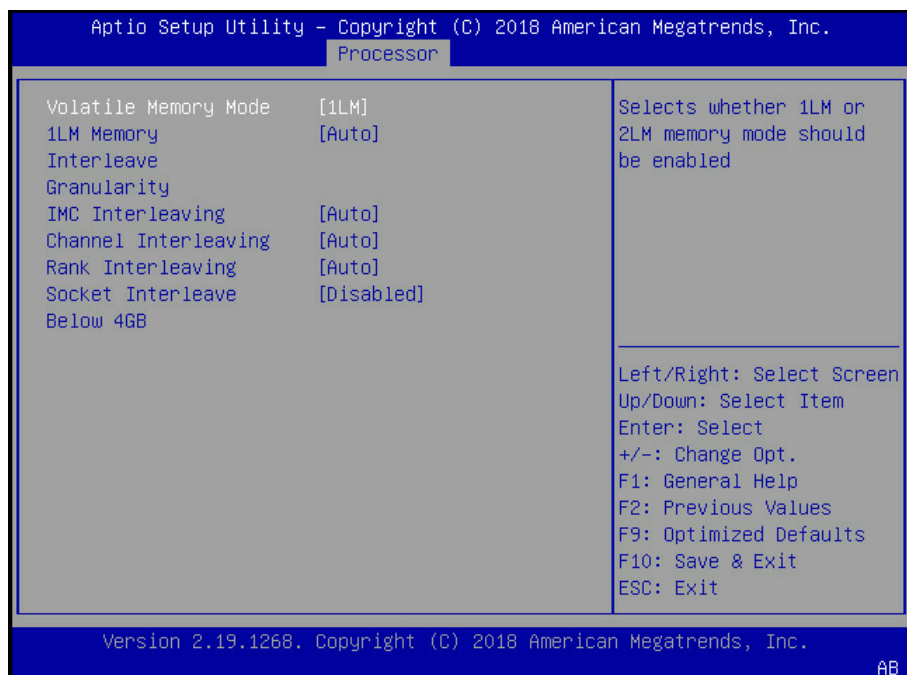 Aptio Setup Utility – Copyright (C) 2018 American Megatrends, Inc.
Processor
Volatile Memory Mode [1LM]
1LM Memory [Auto]
Interleave
Granularity
IMC Interleaving [Auto]
Channel Interleaving [Auto]
Rank Interleaving [Auto]
Socket Interleave [Disabled]
Below 4GB
Selects whether 1LM or
2LM memory mode should
be enabled
Left/Right: Select Screen
Up/Down: Select Item
Enter: Select
+/-: Change Opt.
F1: General Help
F2: Previous Values
F9: Optimized Defaults
F10: Save & Exit
ESC: Exit
Version 2.19.1268. Copyright (C) 2018 American Megatrends, Inc.
AB